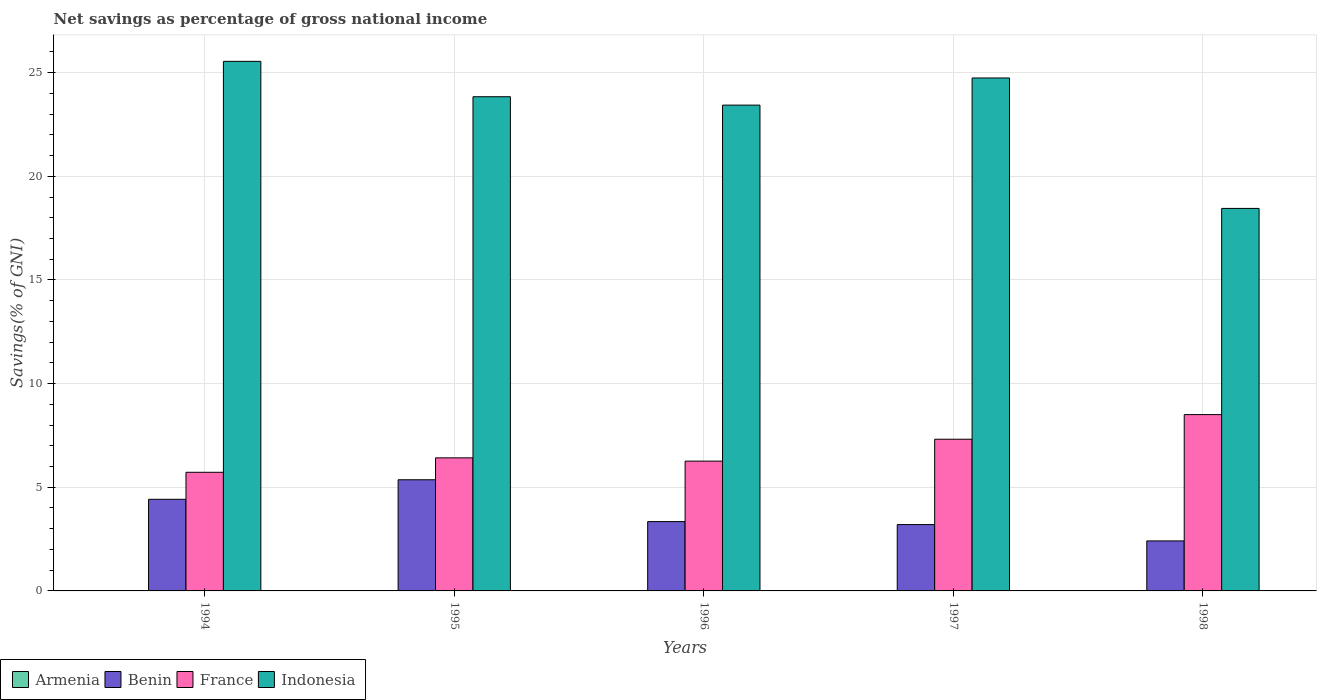 Net savings as percentage of gross national income
Savings(% of GNI)
25
20
15
10
5
0
1994
1995
1996
1997
1998
Years
Armenia
Benin
France
Indonesia